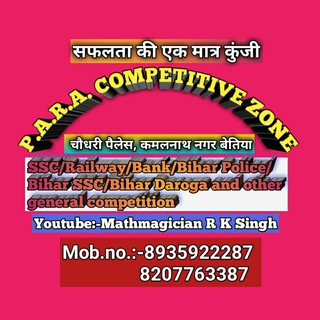 सफलता की एक मात्र कुंजी
P.A.R.A. COMPETITIVE ZONE
चौधरी पैलेस, कमलनाथ नगर बेतिया
SSC/Railway/Bank/Bihar Police/
Bihar SSC/Bihar Daroga and other
general competition
Youtube:-Mathmagician R K Singh
Mob.no.:-8935922287
8207763387